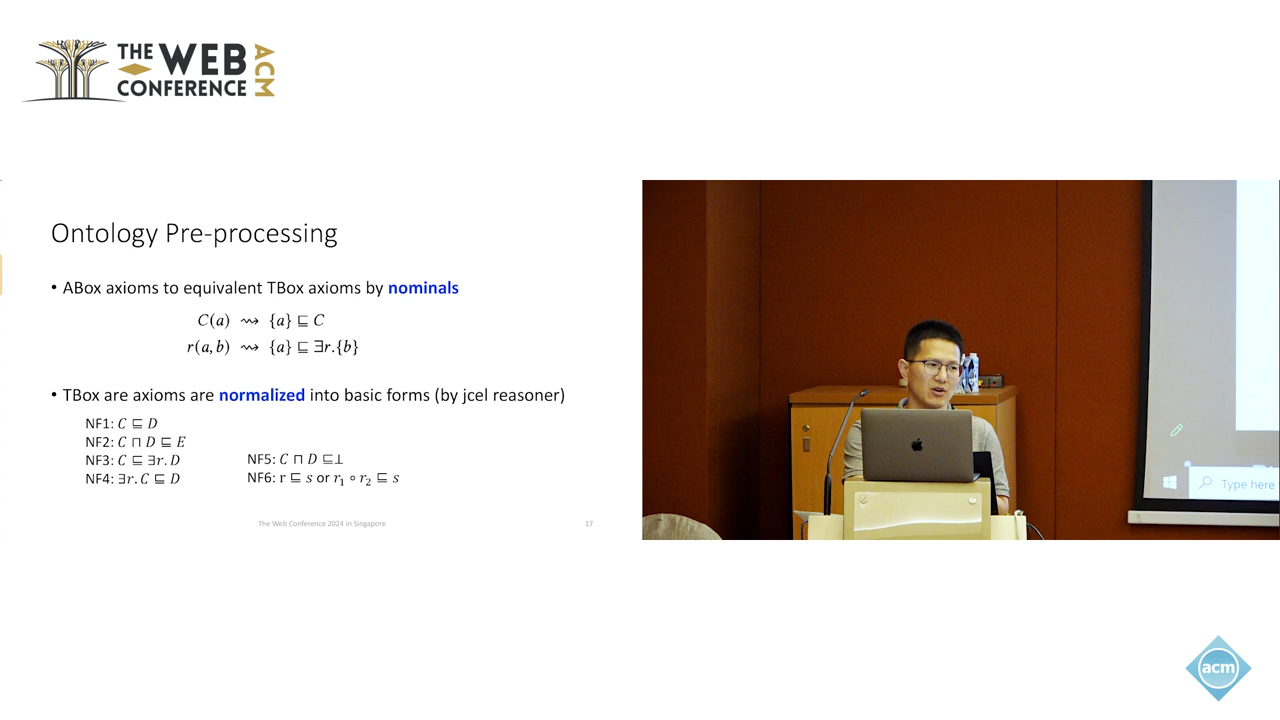 THE WEB CONFERENCE ACM
Ontology Pre-processing
• ABox axioms to equivalent TBox axioms by nominals
C(a) ⇝ {a} ⊑ C
r(a, b) ⇝ {a} ⊑ ∃r.{b}
• TBox are axioms are normalized into basic forms (by jcel reasoner)
NF1: C ⊑ D
NF2: C ⊓ D ⊑ E
NF3: C ⊑ ∃r. D
NF4: ∃r. C ⊑ D
NF5: C ⊓ D ⊑⊥
NF6: r ⊑ s or r₁ ∘ r₂ ⊑ s
The Web Conference 2024 in Singapore
17
Type here
acm